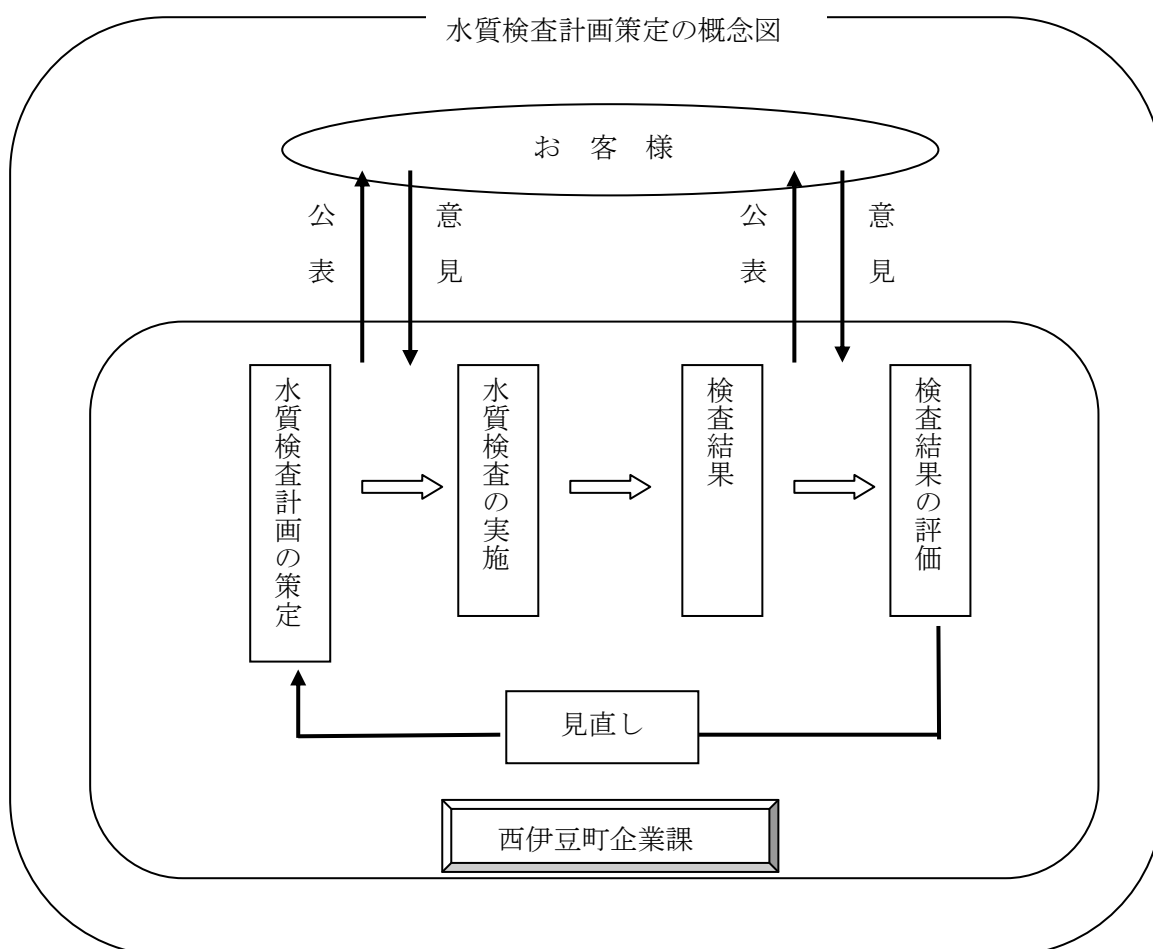 水質検査計画策定の概念図
お 客 様
公表
意見
公表
意見
水質検査計画の策定
水質検査の実施
検査結果
検査結果の評価
見直し
西伊豆町企業課